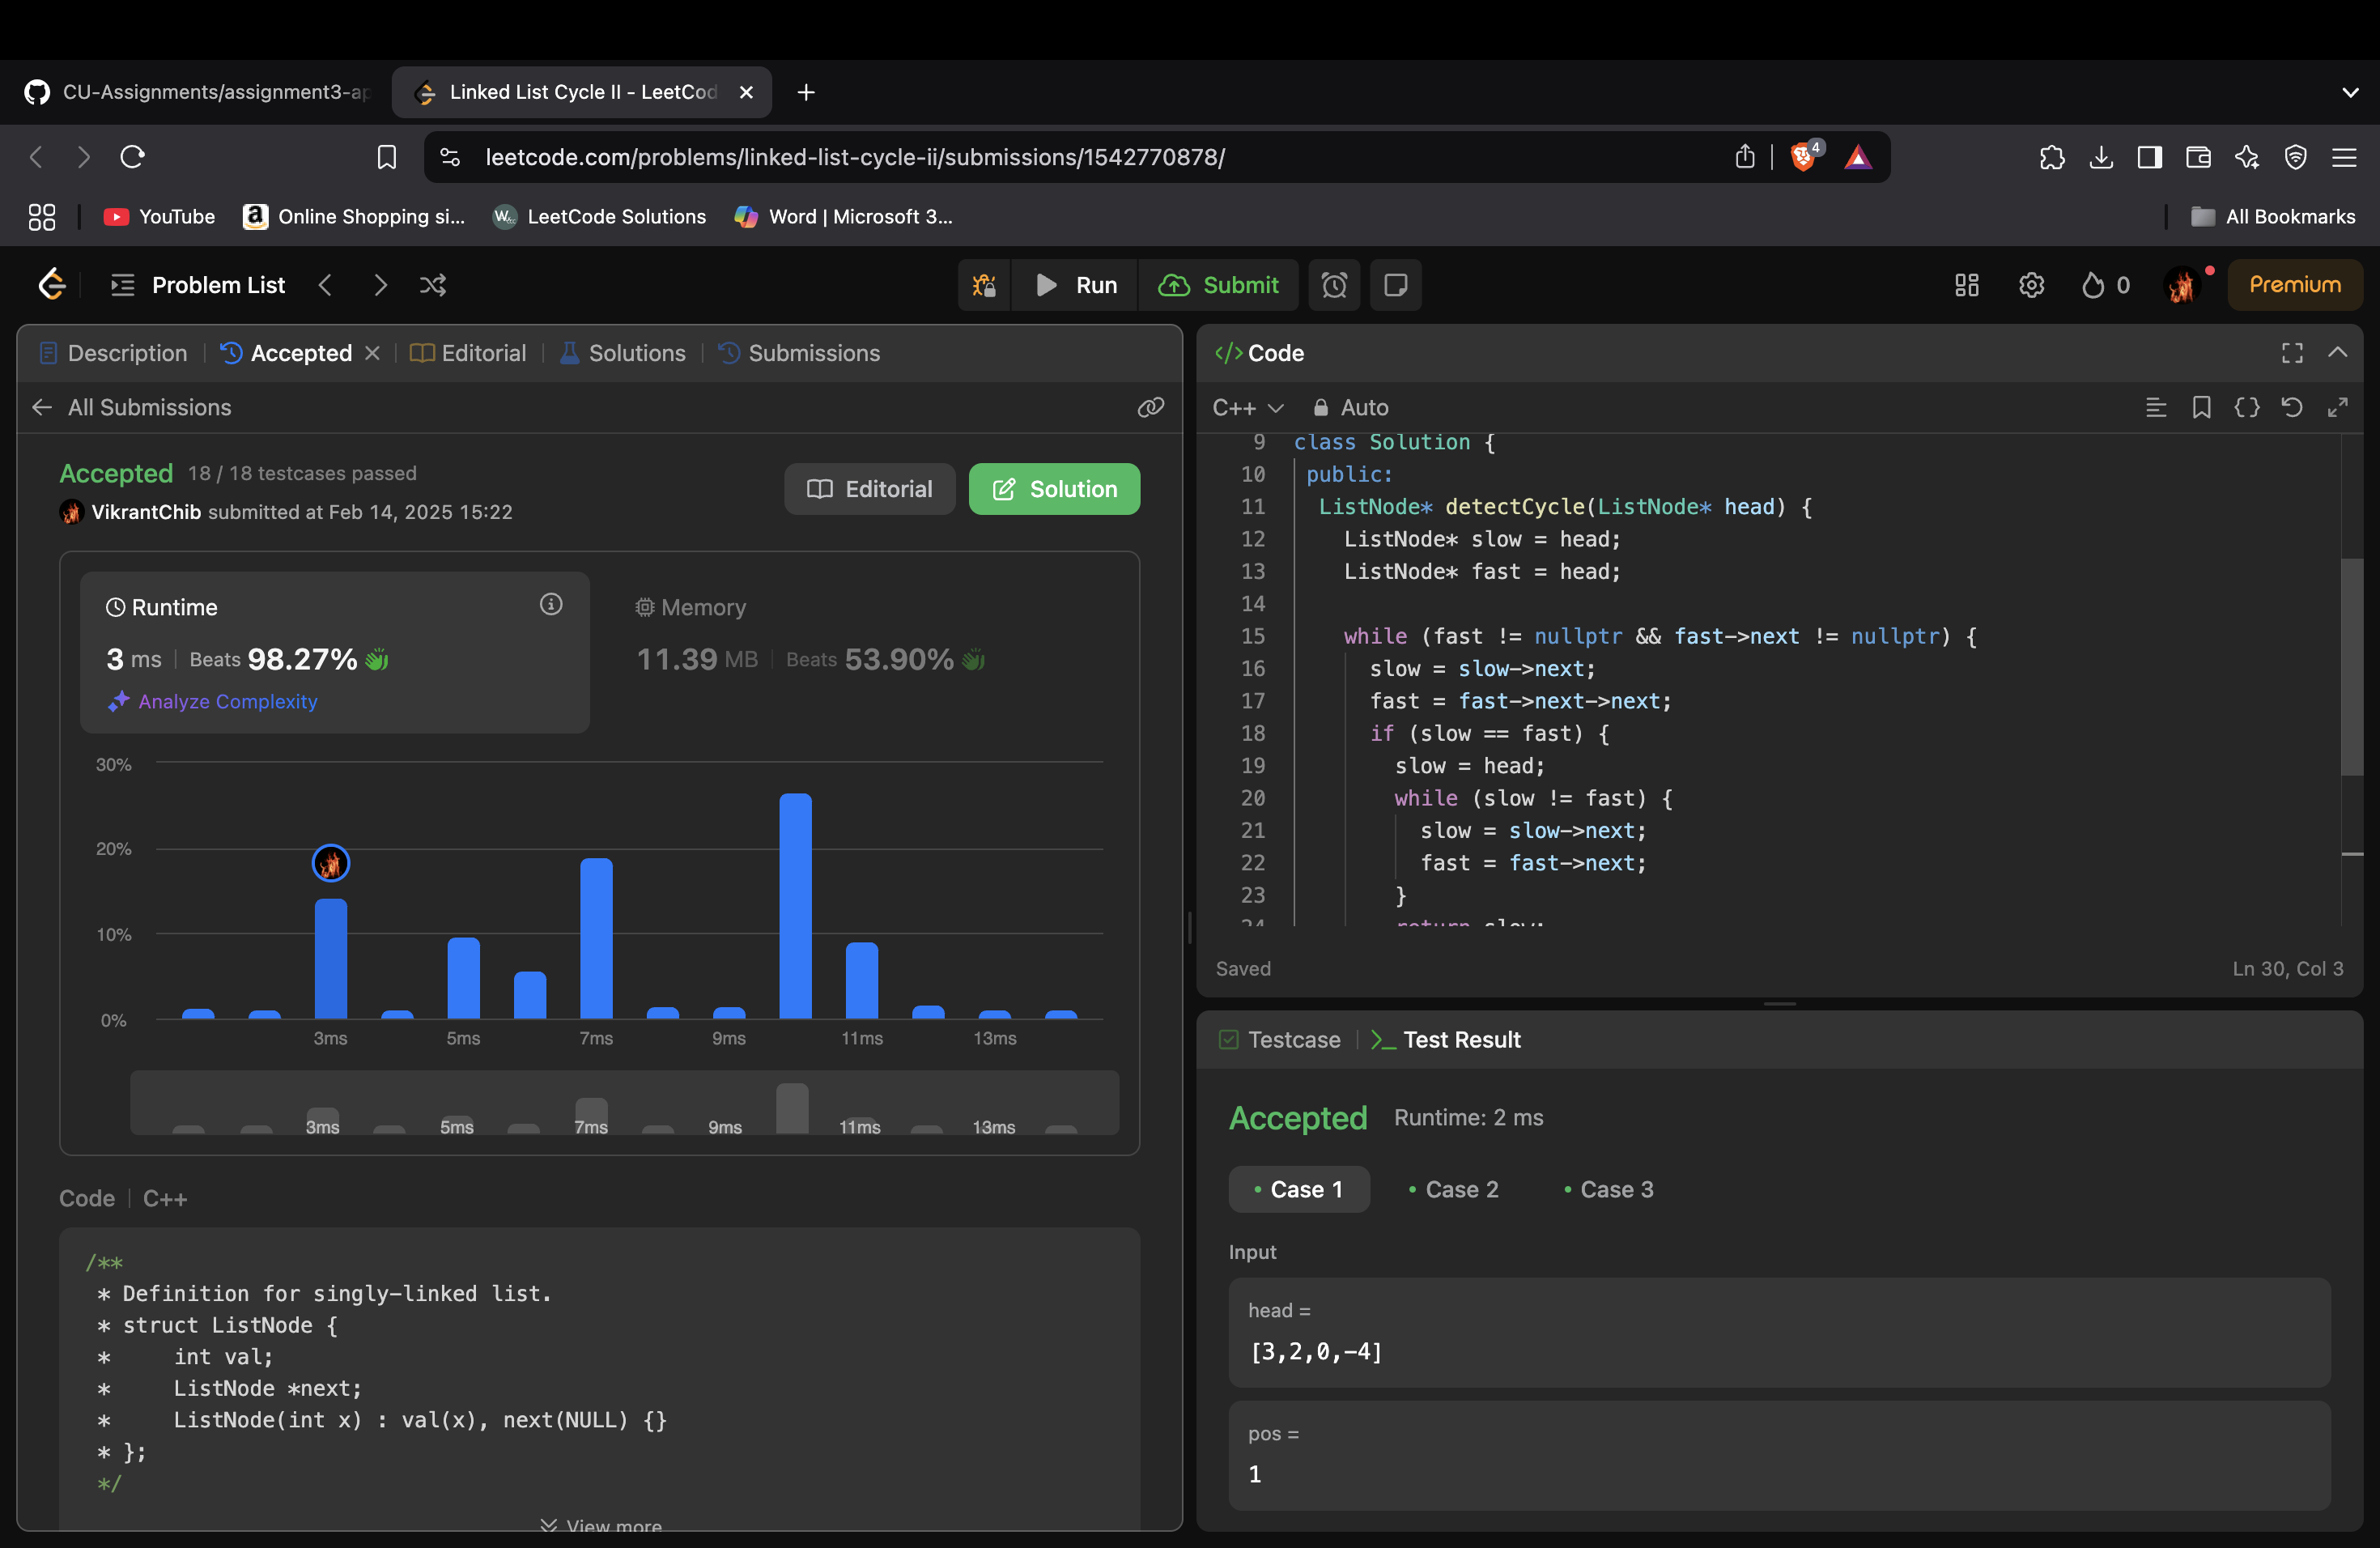 CU-Assignments/assignment3-ap
Linked List Cycle II - LeetCod
leetcode.com/problems/linked-list-cycle-ii/submissions/1542770878/
4
YouTube
Online Shopping si...
LeetCode Solutions
Word | Microsoft 3...
All Bookmarks
Problem List
Run
Submit
0
Premium
Description
Accepted
Editorial
Solutions
Submissions
All Submissions
Accepted 18 / 18 testcases passed
VikrantChib submitted at Feb 14, 2025 15:22
Editorial
Solution
Runtime
3 ms | Beats 98.27%
Analyze Complexity
Memory
11.39 MB | Beats 53.90%
30%
20%
10%
0%
3ms 5ms 7ms 9ms 11ms 13ms
3ms 5ms 7ms 9ms 11ms 13ms
Code | C++
/**
* Definition for singly-linked list.
* struct ListNode {
*     int val;
*     ListNode *next;
*     ListNode(int x) : val(x), next(NULL) {}
* };
*/
View more
</> Code
C++
Auto
9 class Solution {
10 public:
11 ListNode* detectCycle(ListNode* head) {
12 ListNode* slow = head;
13 ListNode* fast = head;
14
15 while (fast != nullptr && fast->next != nullptr) {
16 slow = slow->next;
17 fast = fast->next->next;
18 if (slow == fast) {
19 slow = head;
20 while (slow != fast) {
21 slow = slow->next;
22 fast = fast->next;
23 }
24 return slow;
Saved
Ln 30, Col 3
Testcase
Test Result
Accepted Runtime: 2 ms
Case 1
Case 2
Case 3
Input
head =
[3,2,0,-4]
pos =
1